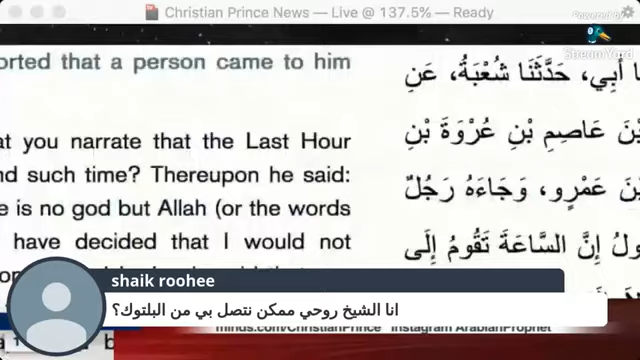 Christian Prince News — Live @ 137.5% — Ready
Powered by
StreamYard
orted that a person came to him
at you narrate that the Last Hour
nd such time? Thereupon he said:
e is no god but Allah (or the words
have decided that I would not
أَبِي، حَدَّثَنَا شُعْبَةُ، عَنِ
عَاصِمِ بْنِ عُرْوَةَ بْنِ
عَمْرٍو، وَجَاءَهُ رَجُلٌ
إِنَّ السَّاعَةَ تَقُومُ إِلَى
shaik roohee
انا الشيخ روحي ممكن نتصل بي من البلتوك؟
minds.com/ChristianPrince Instagram ArabianProphet